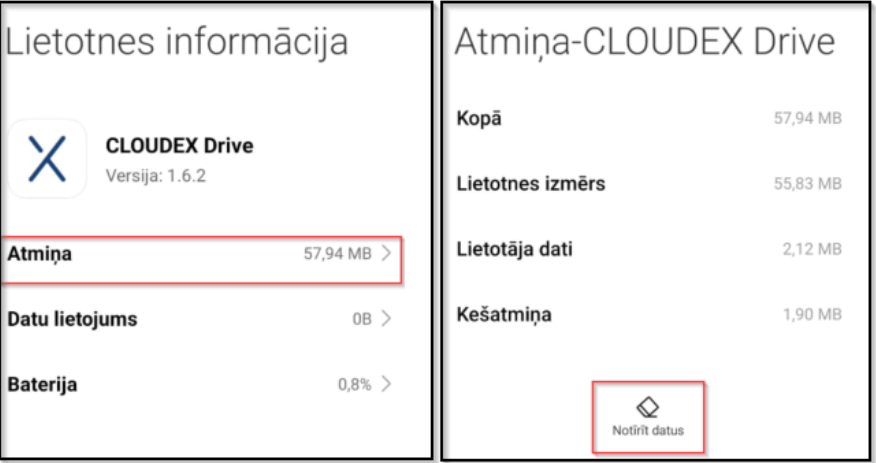 Lietotnes informācija
CLOUDEX Drive
Versija: 1.6.2
Atmiņa 57,94 MB
Datu lietojums 0B
Baterija 0,8%
Atmiņa-CLOUDEX Drive
Kopā 57,94 MB
Lietotnes izmērs 55,83 MB
Lietotāja dati 2,12 MB
Kešatmiņa 1,90 MB
Notīrīt datus